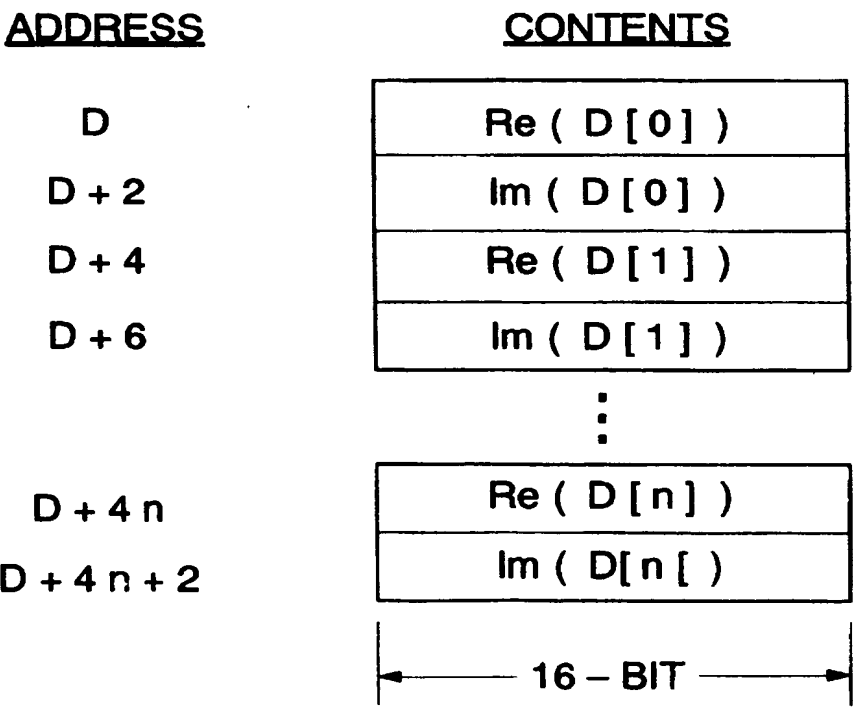 ADDRESS CONTENTS
D Re ( D [ 0 ] )
D + 2 Im ( D [ 0 ] )
D + 4 Re ( D [ 1 ] )
D + 6 Im ( D [ 1 ] )
D + 4 n Re ( D [ n ] )
D + 4 n + 2 Im ( D[ n [ )
16 – BIT